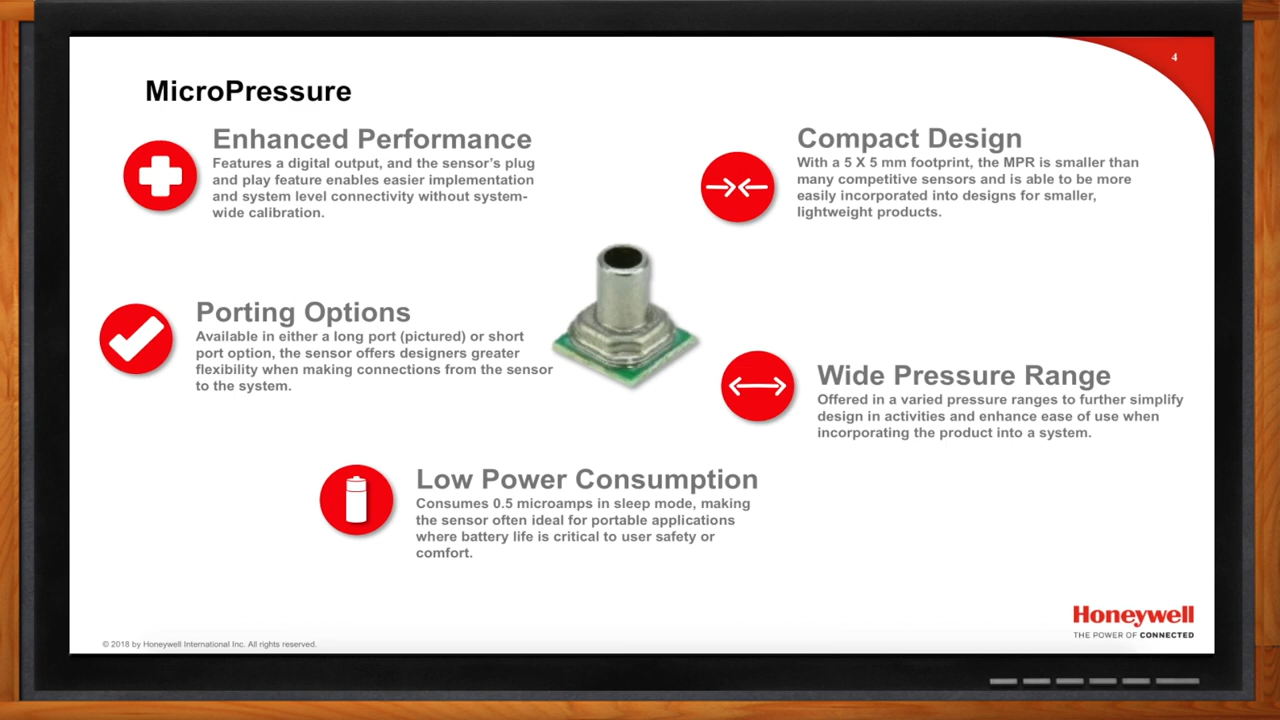 4
MicroPressure
Enhanced Performance
Features a digital output, and the sensor's plug
and play feature enables easier implementation
and system level connectivity without system-
wide calibration.
Compact Design
With a 5 X 5 mm footprint, the MPR is smaller than
many competitive sensors and is able to be more
easily incorporated into designs for smaller,
lightweight products.
Porting Options
Available in either a long port (pictured) or short
port option, the sensor offers designers greater
flexibility when making connections from the sensor
to the system.
Wide Pressure Range
Offered in a varied pressure ranges to further simplify
design in activities and enhance ease of use when
incorporating the product into a system.
Low Power Consumption
Consumes 0.5 microamps in sleep mode, making
the sensor often ideal for portable applications
where battery life is critical to user safety or
comfort.
Honeywell
THE POWER OF CONNECTED
© 2018 by Honeywell International Inc. All rights reserved.